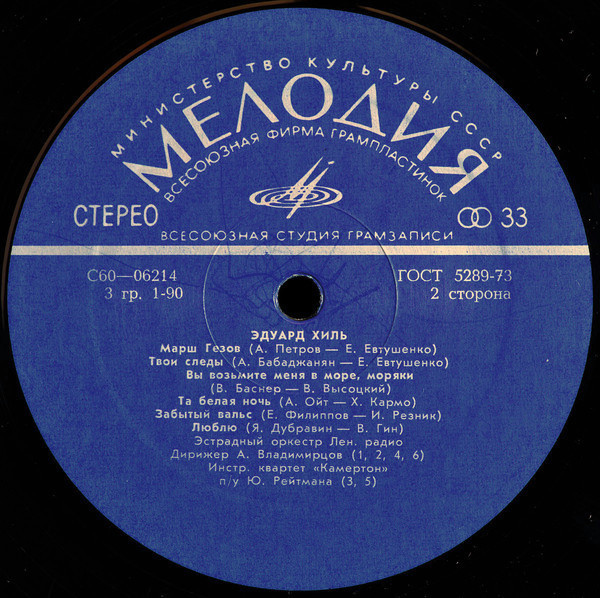 МИНИСТЕРСТВО КУЛЬТУРЫ СССР
МЕЛОДИЯ
ВСЕСОЮЗНАЯ ФИРМА ГРАМПЛАСТИНОК
СТЕРЕО
33
ВСЕСОЮЗНАЯ СТУДИЯ ГРАМЗАПИСИ
С60—06214
ГОСТ 5289-73
3 гр. 1-90
2 сторона
ЭДУАРД ХИЛЬ
Марш Гезов (А. Петров — Е. Евтушенко)
Твои следы (А. Бабаджанян — Е. Евтушенко)
Вы возьмите меня в море, моряки
(В. Баснер — В. Высоцкий)
Та белая ночь (А. Ойт — Х. Кармо)
Забытый вальс (Е. Филиппов — И. Резник)
Люблю (Я. Дубравин — В. Гин)
Эстрадный оркестр Лен. радио
Дирижер А. Владимирцов (1, 2, 4, 6)
Инстр. квартет «Камертон»
п/у Ю. Рейтмана (3, 5)